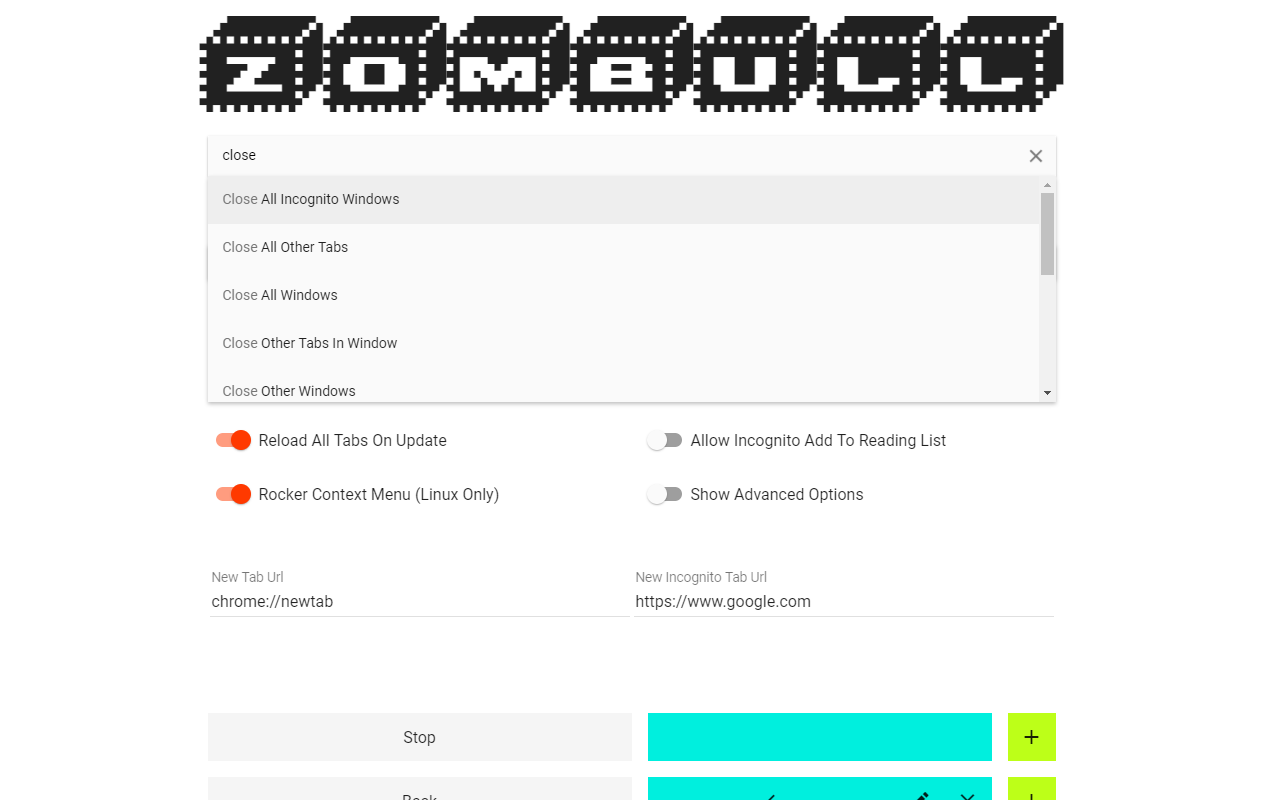 ZOMBULL
close
Close All Incognito Windows
Close All Other Tabs
Close All Windows
Close Other Tabs In Window
Close Other Windows
Reload All Tabs On Update
Allow Incognito Add To Reading List
Rocker Context Menu (Linux Only)
Show Advanced Options
New Tab Url
New Incognito Tab Url
chrome://newtab
https://www.google.com
Stop
Back